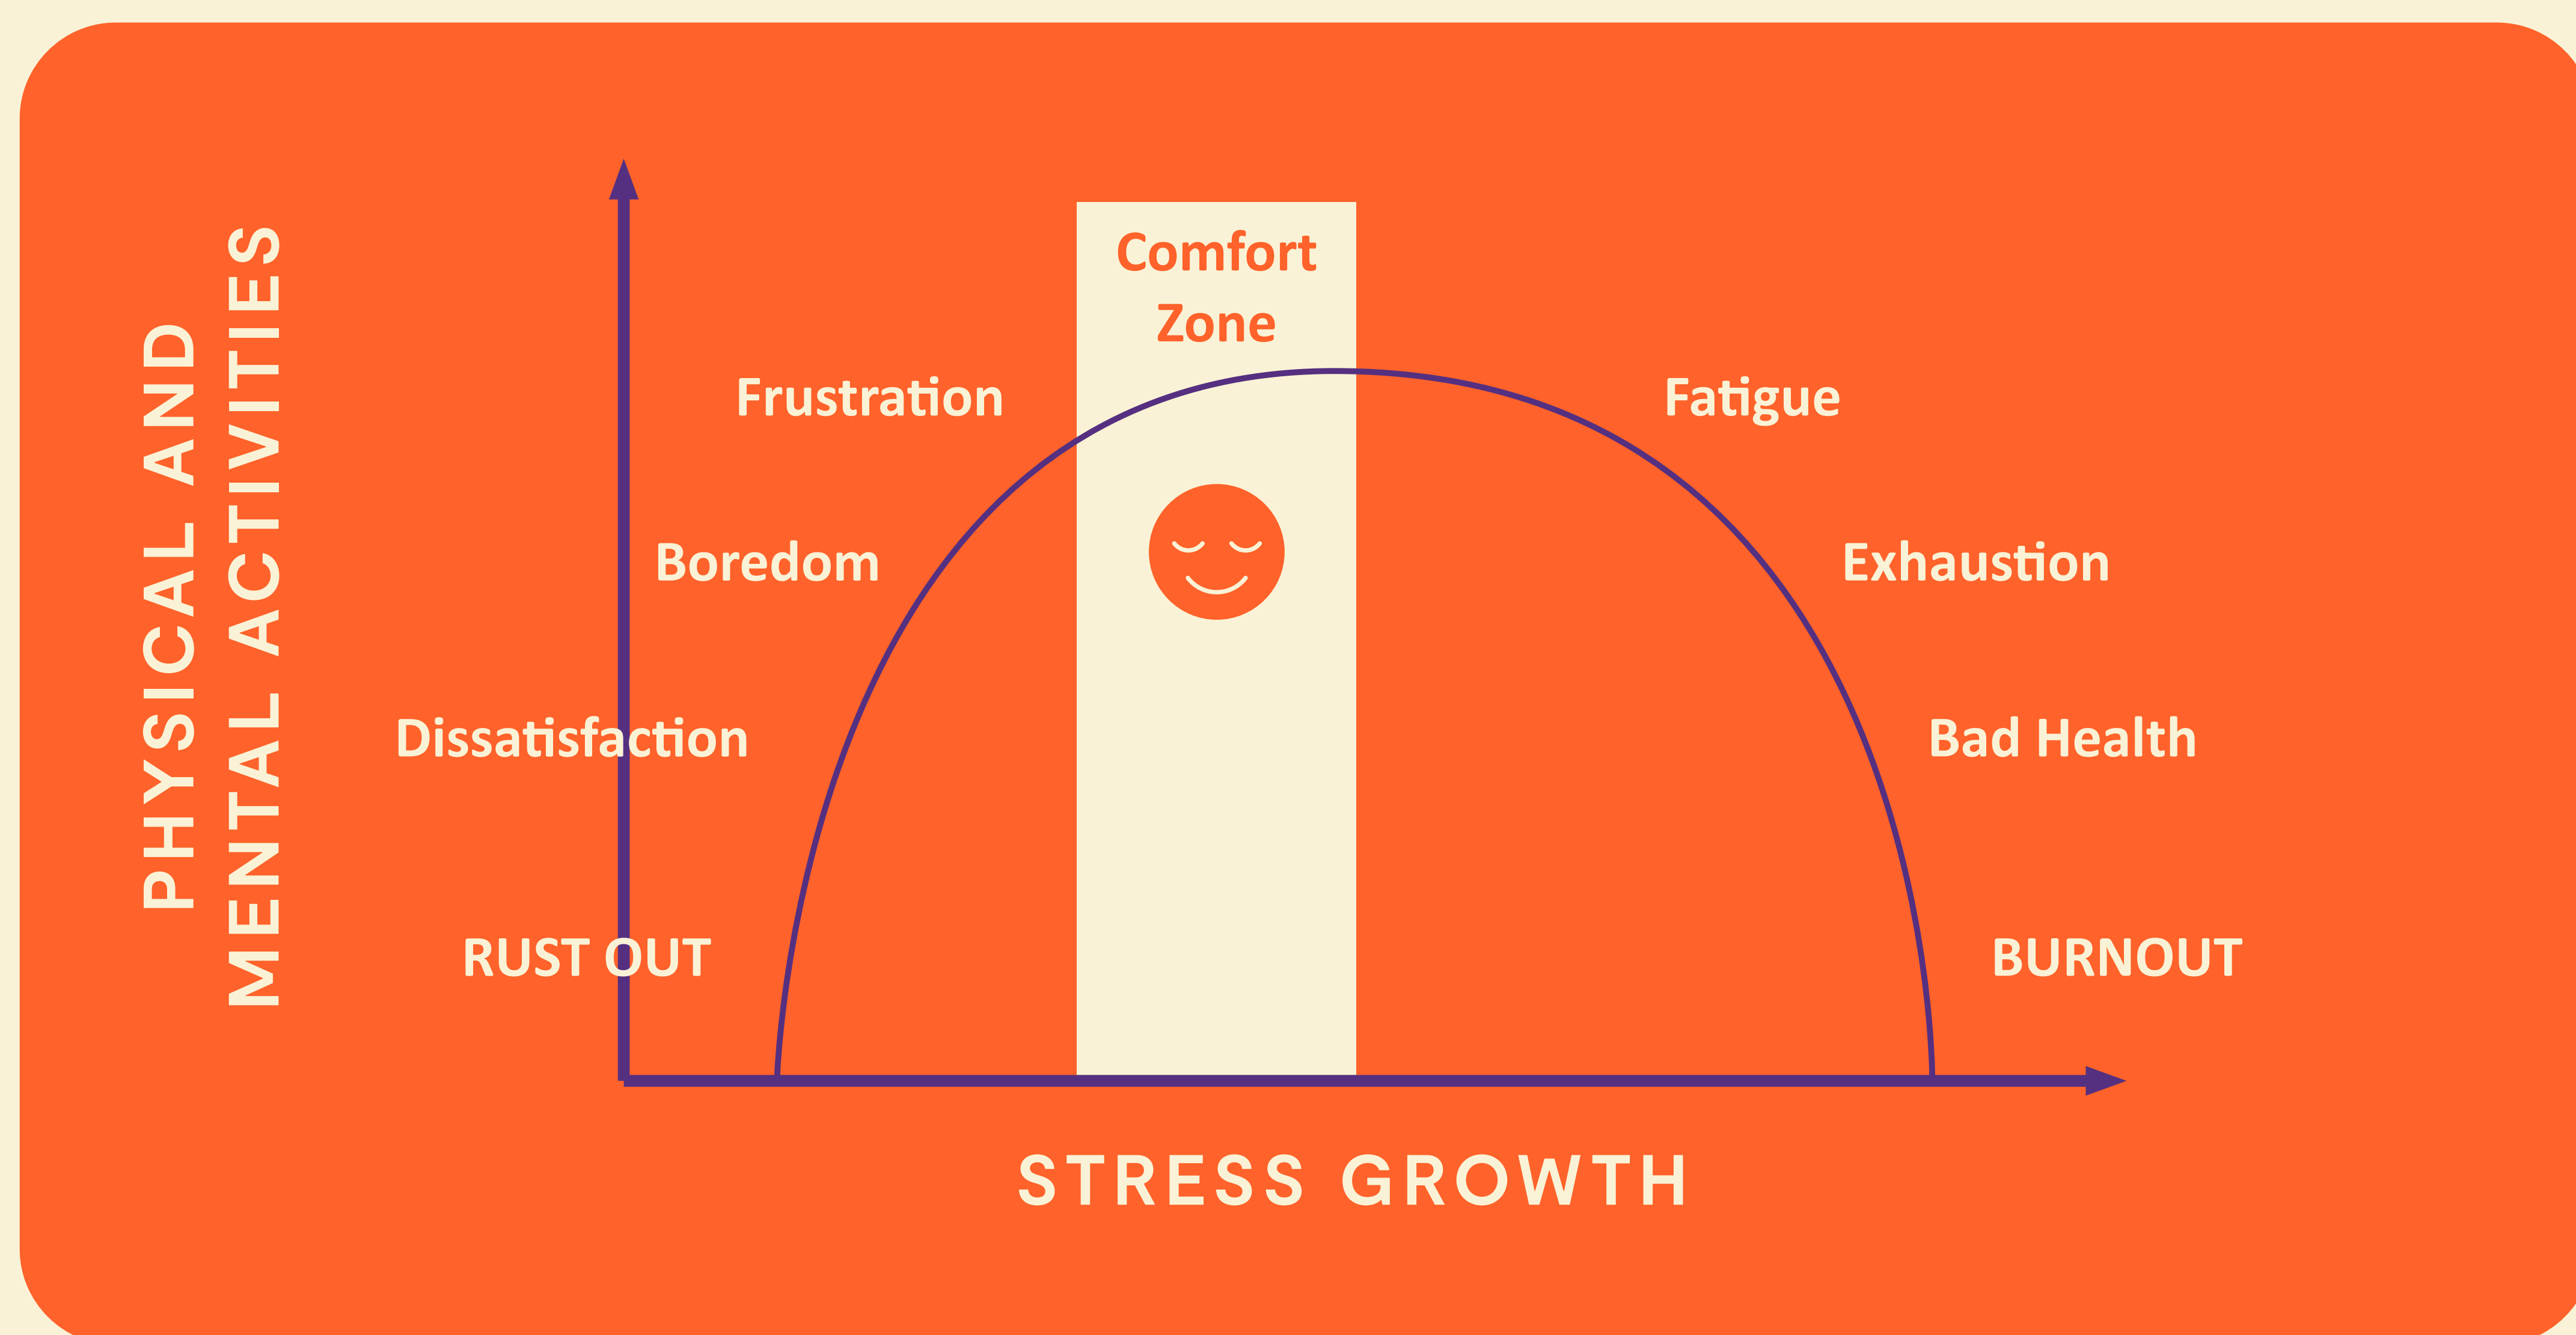 PHYSICAL AND
MENTAL ACTIVITIES
Comfort
Zone
Frustration
Fatigue
Boredom
Exhaustion
Dissatisfaction
Bad Health
RUST OUT
BURNOUT
STRESS GROWTH